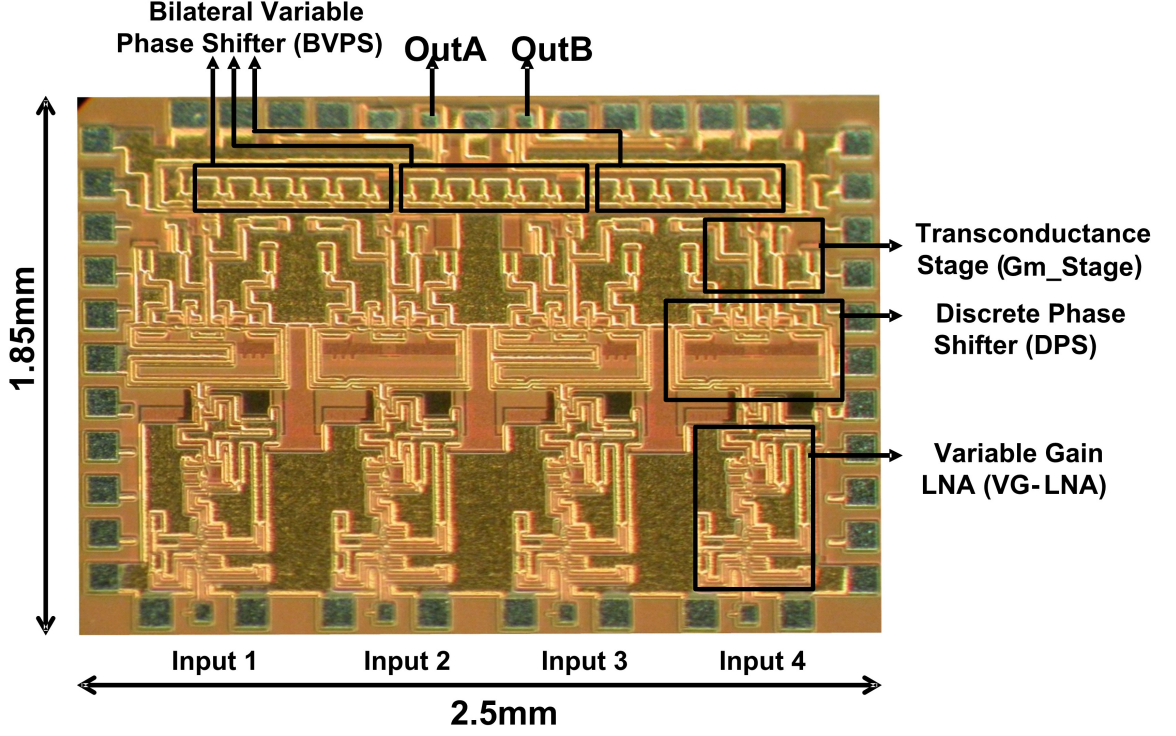 Bilateral Variable
Phase Shifter (BVPS)
OutA OutB
1.85mm
Transconductance
Stage (Gm_Stage)
Discrete Phase
Shifter (DPS)
Variable Gain
LNA (VG-LNA)
Input 1 Input 2 Input 3 Input 4
2.5mm